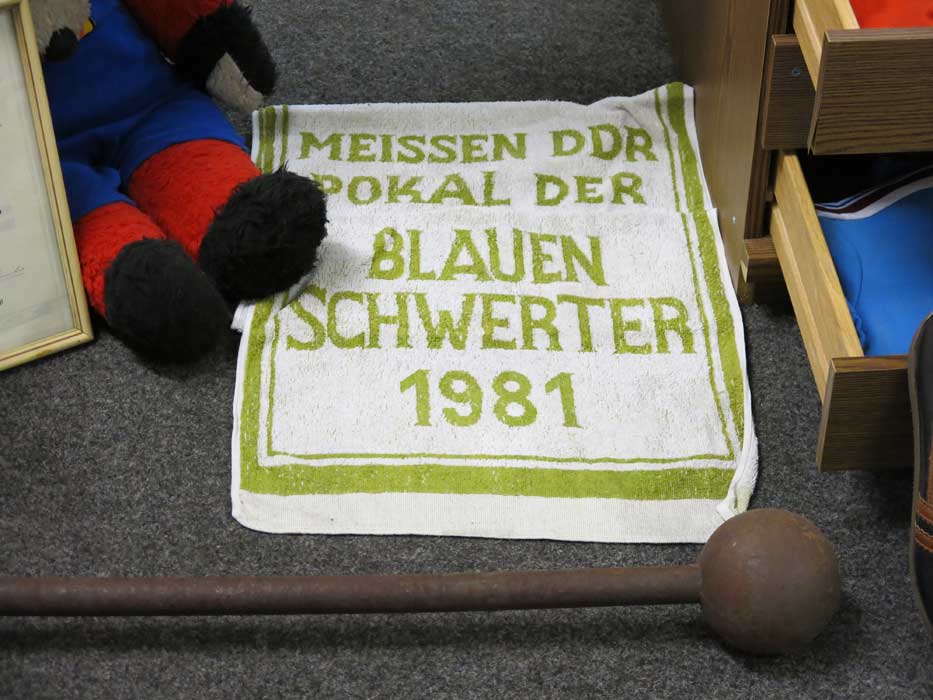 MEISSEN DDR
POKAL DER
BLAUEN
SCHWERTER
1981